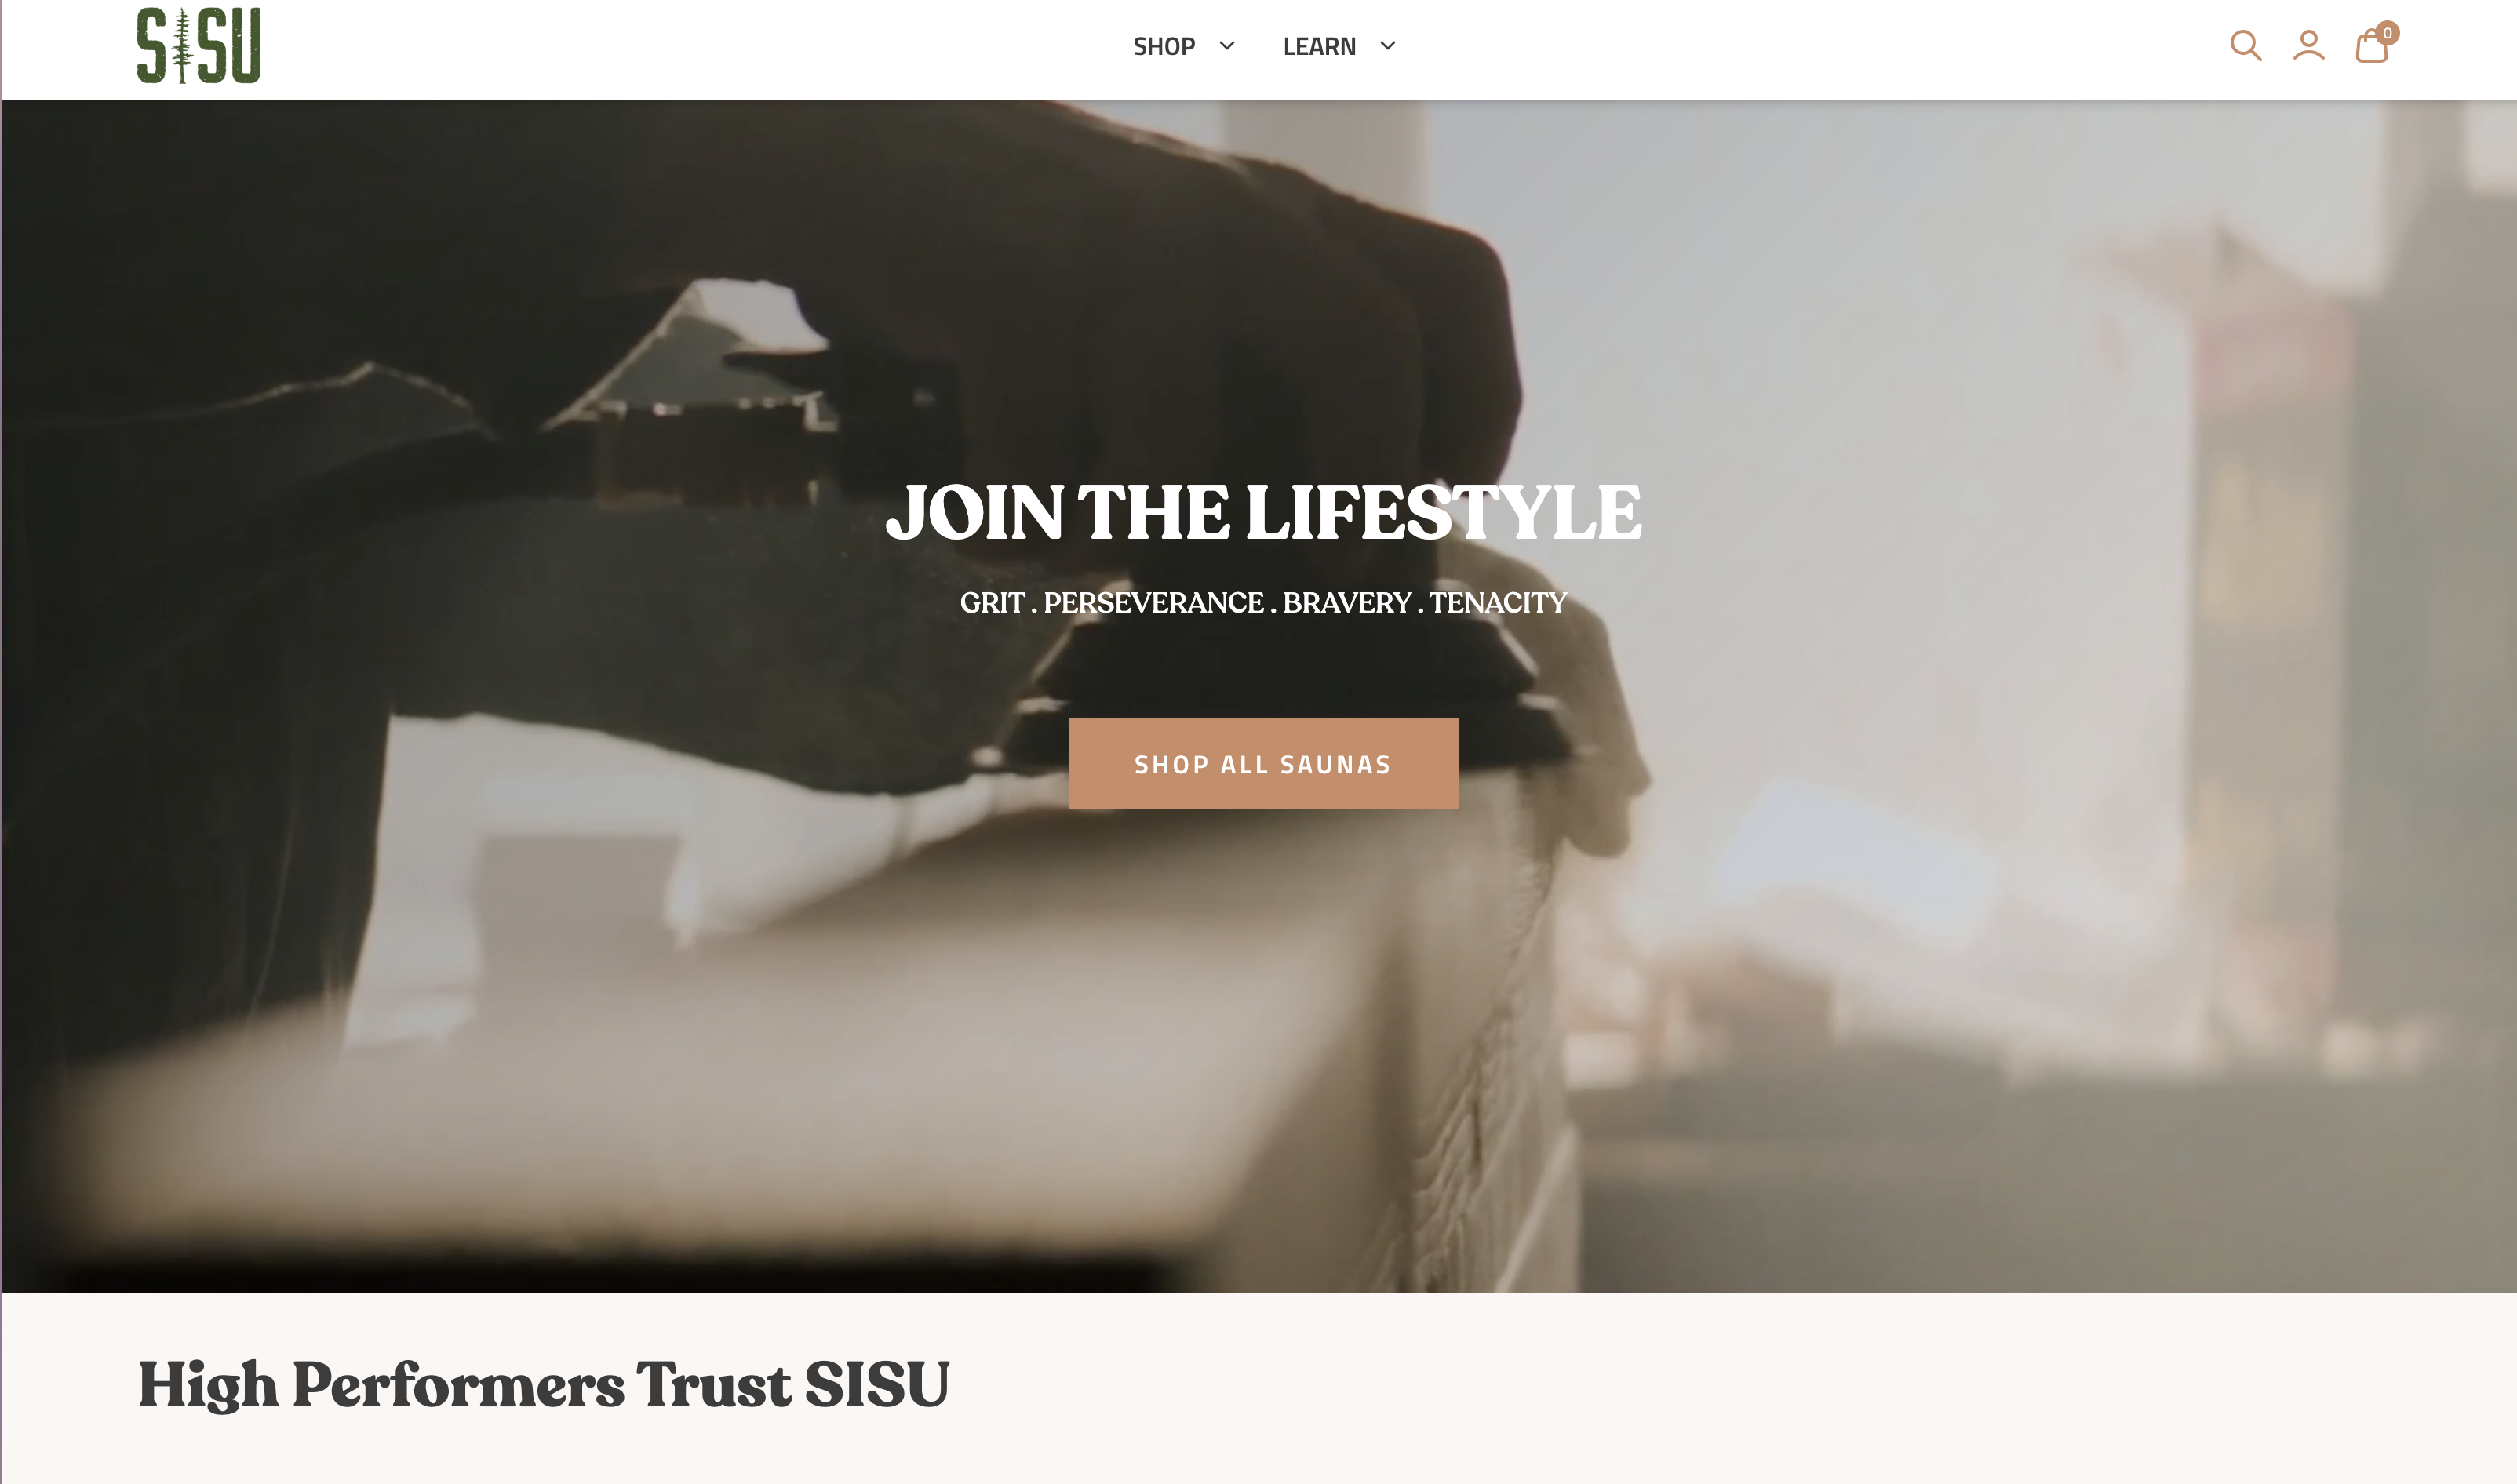 SISU
SHOP LEARN
0
JOIN THE LIFESTYLE
GRIT . PERSEVERANCE . BRAVERY . TENACITY
SHOP ALL SAUNAS
High Performers Trust SISU